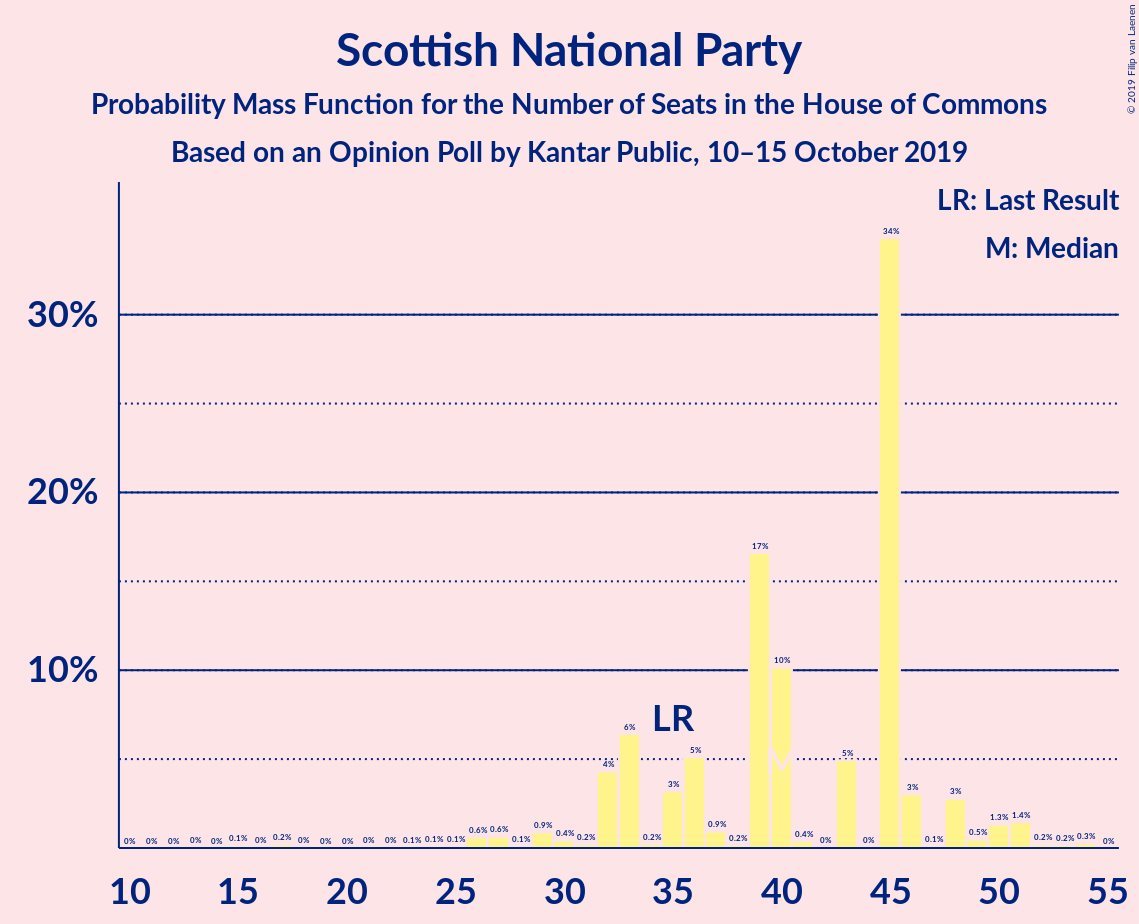 Scottish National Party
Probability Mass Function for the Number of Seats in the House of Commons
Based on an Opinion Poll by Kantar Public, 10–15 October 2019
© 2019 Filip van Laenen
LR: Last Result
M: Median
34%
30%
20%
17%
10%
10%
LR
6%
5%
5%
M
4%
3%
3%
3%
0% 0% 0% 0% 0% 0.1% 0% 0.2% 0% 0% 0% 0% 0% 0.1% 0.1% 0.1% 0.6% 0.6% 0.1% 0.9% 0.4% 0.2% 0.2% 0.9% 0.2% 0.4% 0% 0% 0.1% 0.5% 1.3% 1.4% 0.2% 0.2% 0.3% 0%
10 15 20 25 30 35 40 45 50 55